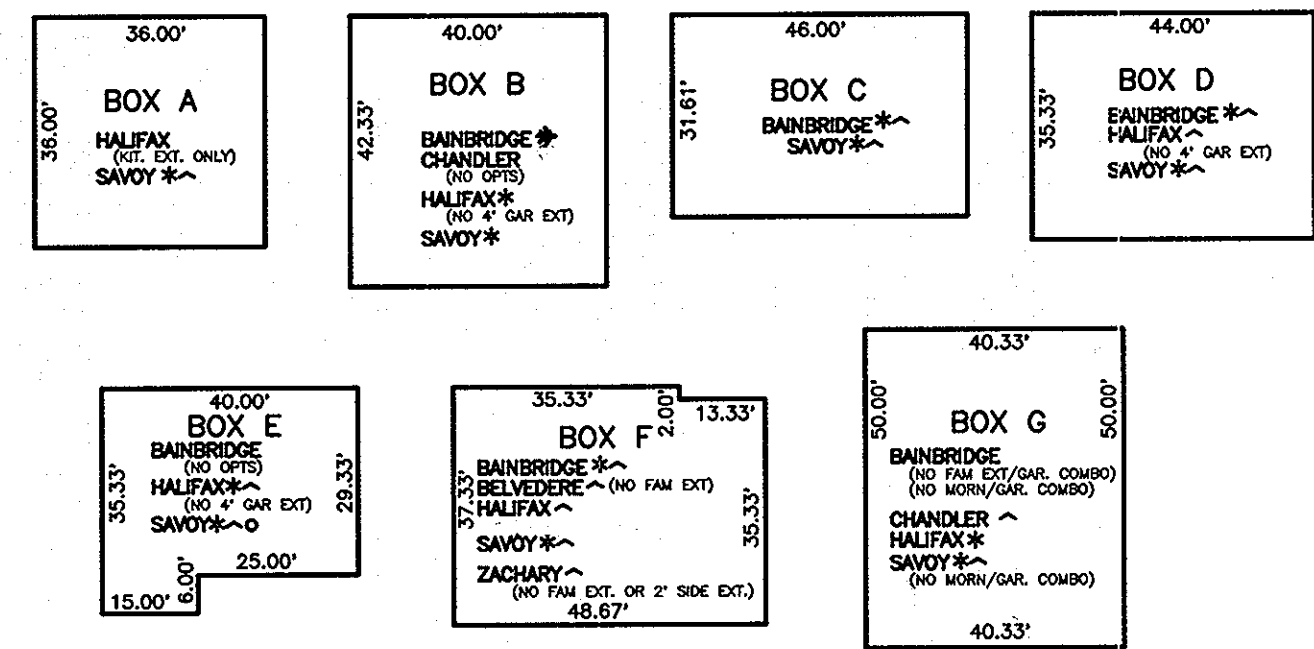 36.00'
BOX A
36.00'
HALIFAX
(KIT. EXT. ONLY)
SAVOY *^
40.00'
BOX B
42.33'
BAINBRIDGE *
CHANDLER
(NO OPTS)
HALIFAX*
(NO 4' GAR EXT)
SAVOY*
46.00'
BOX C
31.61'
BAINBRIDGE*^
SAVOY*^
44.00'
BOX D
35.33'
BAINBRIDGE *^
HALIFAX ^
(NO 4' GAR EXT)
SAVOY*^
40.00'
BOX E
BAINBRIDGE
(NO OPTS)
35.33'
29.33'
HALIFAX*^
(NO 4' GAR EXT)
SAVOY*^o
25.00'
6.00'
15.00'
35.33'
2.00'
13.33'
BOX F
37.33'
35.33'
BAINBRIDGE *^
BELVEDERE ^ (NO FAM EXT)
HALIFAX ^
SAVOY *^
ZACHARY ^
(NO FAM EXT. OR 2' SIDE EXT.)
48.67'
40.33'
50.00'
50.00'
BOX G
BAINBRIDGE
(NO FAM EXT/GAR. COMBO)
(NO MORN/GAR. COMBO)
CHANDLER ^
HALIFAX*
SAVOY*^
(NO MORN/GAR. COMBO)
40.33'